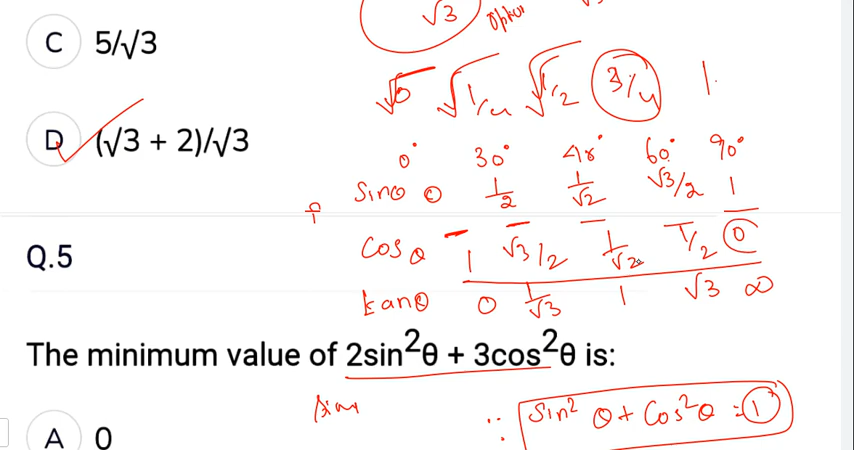 √3 option
C 5/√3
√0 √1/4 √1/2 3/4 1
D (√3 + 2)/√3
0° 30° 45° 60° 90°
Sinθ 0 1/2 1/√2 √3/2 1
Q.5
Cosθ 1 √3/2 1/√2 1/2 0
tanθ 0 1/√3 1 √3 ∞
The minimum value of 2sin²θ + 3cos²θ is:
∵ Sin²θ + Cos²θ = 1
A 0